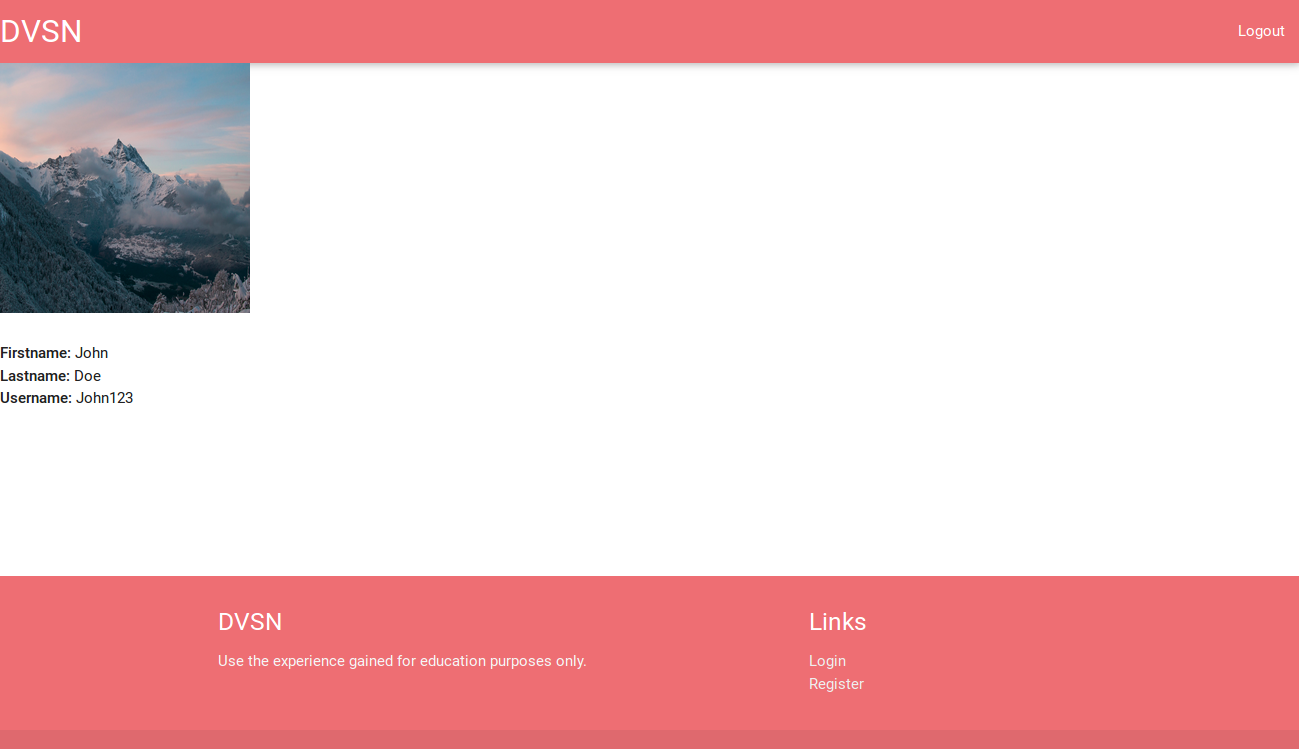 DVSN
Logout
Firstname: John
Lastname: Doe
Username: John123
DVSN
Use the experience gained for education purposes only.
Links
Login
Register